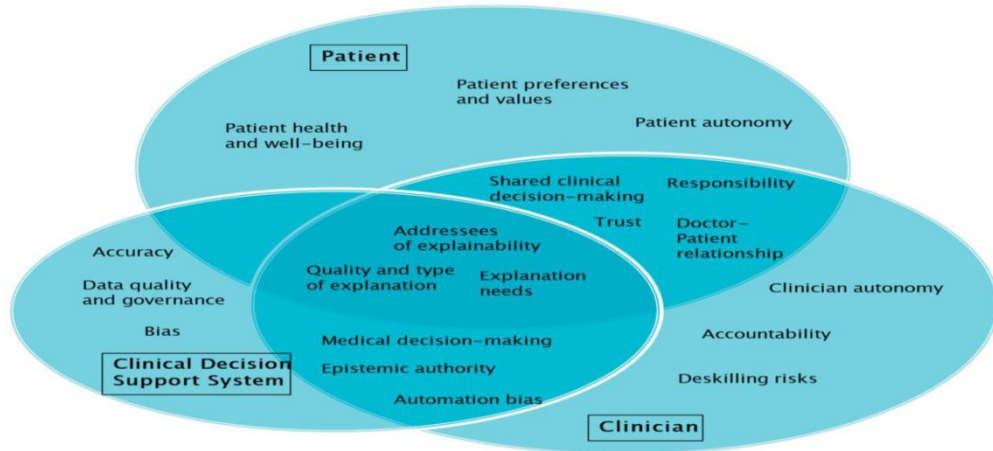 Patient
Patient preferences
and values
Patient health
and well-being
Patient autonomy
Shared clinical
decision-making
Responsibility
Trust
Doctor-
Patient
relationship
Addressees
of explainability
Quality and type
of explanation
Explanation
needs
Accuracy
Data quality
and governance
Bias
Clinical Decision
Support System
Medical decision-making
Epistemic authority
Automation bias
Clinician autonomy
Accountability
Deskilling risks
Clinician